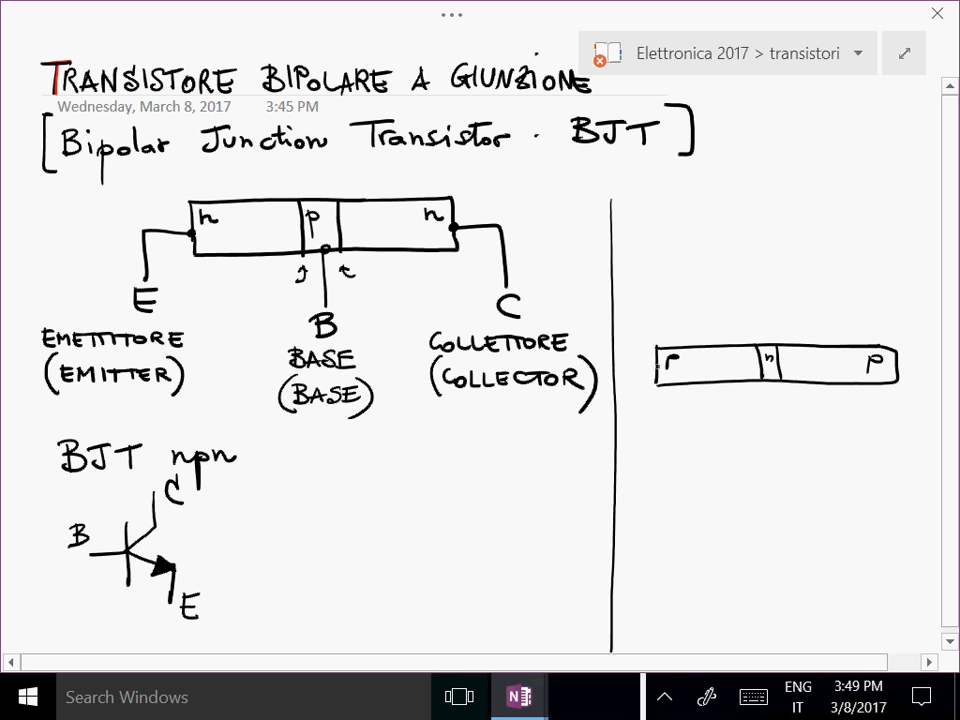 Elettronica 2017 > transistori
TRANSISTORE BIPOLARE A GIUNZIONE
Wednesday, March 8, 2017 3:45 PM
[Bipolar Junction Transistor. BJT]
n p n
E
B
C
EMETTITORE
(EMITTER)
BASE
(BASE)
COLLETTORE
(COLLECTOR)
p n p
BJT npn
C
B
E
Search Windows
ENG
IT
3:49 PM
3/8/2017